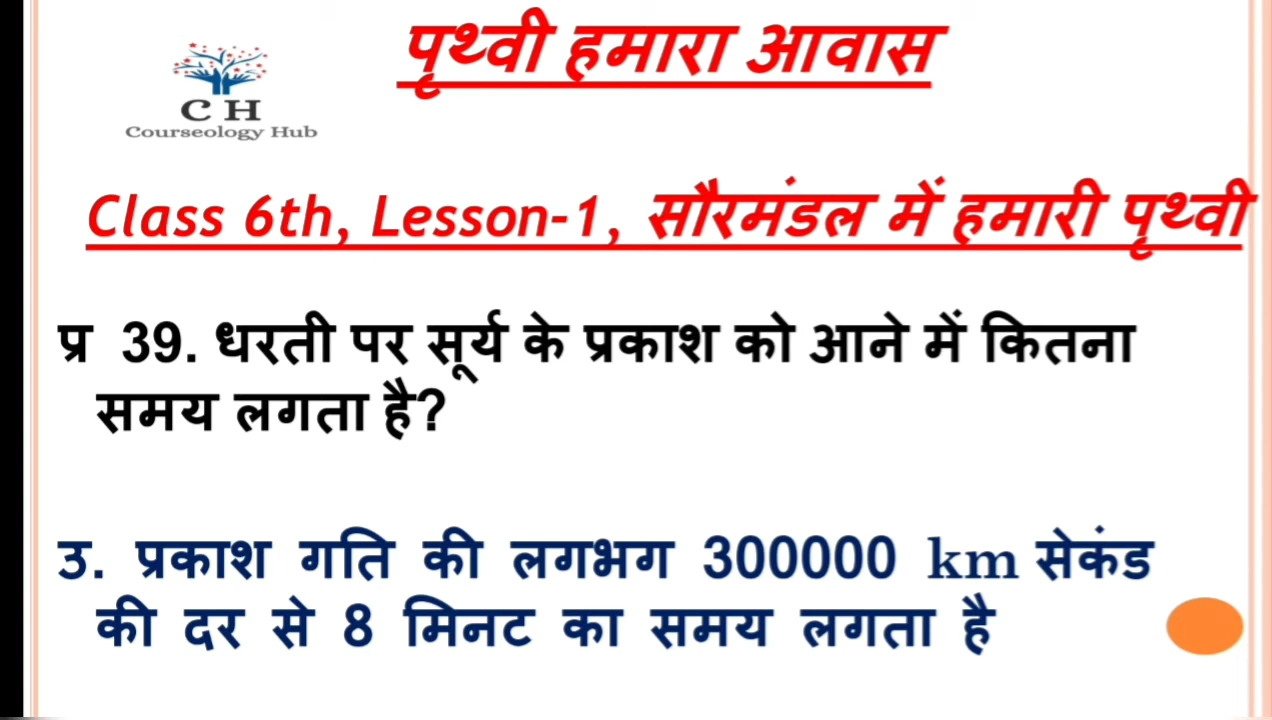 पृथ्वी हमारा आवास
C H
Courseology Hub
Class 6th, Lesson-1, सौरमंडल में हमारी पृथ्वी
प्र 39. धरती पर सूर्य के प्रकाश को आने में कितना
समय लगता है?
उ. प्रकाश गति की लगभग 300000 km सेकंड
की दर से 8 मिनट का समय लगता है